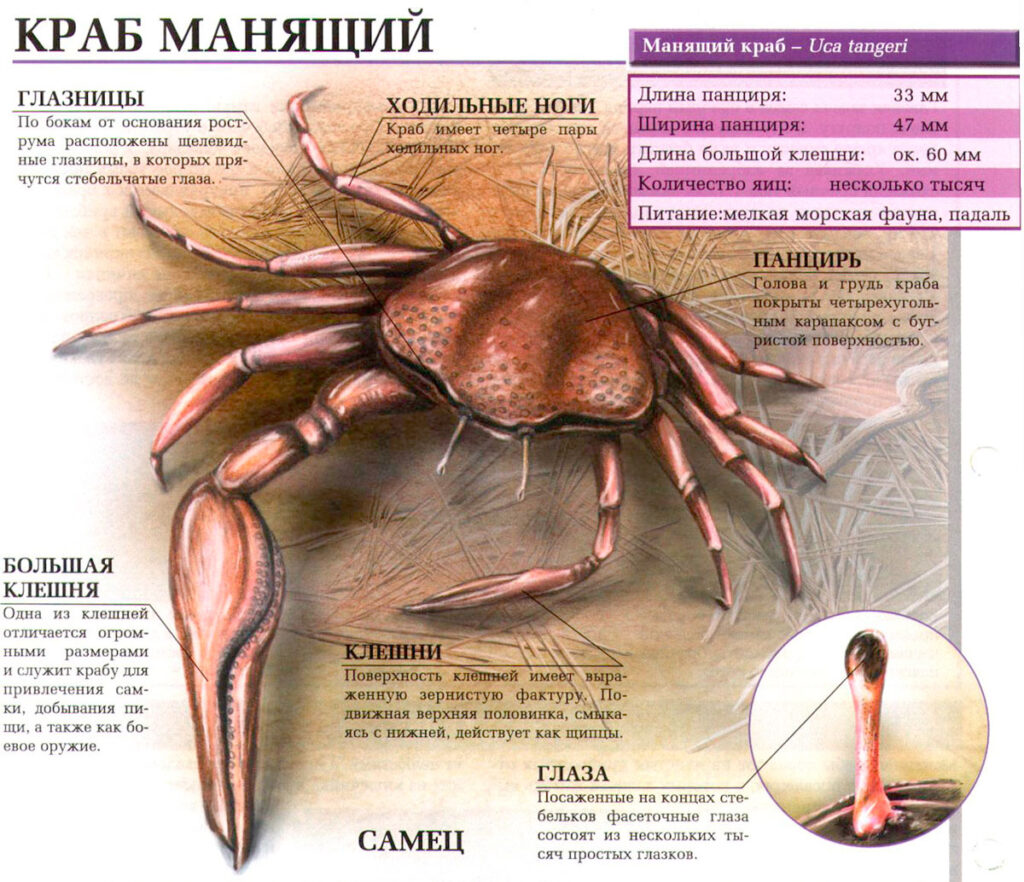 КРАБ МАНЯЩИЙ
Манящий краб – Uca tangeri
Длина панциря: 33 мм
Ширина панциря: 47 мм
Длина большой клешни: ок. 60 мм
Количество яиц: несколько тысяч
Питание:мелкая морская фауна, падаль
ГЛАЗНИЦЫ
По бокам от основания рост-
рума расположены щелевид-
ные глазницы, в которых пря-
чутся стебельчатые глаза.
ХОДИЛЬНЫЕ НОГИ
Краб имеет четыре пары
ходильных ног.
ПАНЦИРЬ
Голова и грудь краба
покрыты четырехуголь-
ным карапаксом с буг-
ристой поверхностью.
БОЛЬШАЯ
КЛЕШНЯ
Одна из клешней
отличается огром-
ными размерами
и служит крабу для
привлечения сам-
ки, добывания пи-
щи, а также как бо-
евое оружие.
КЛЕШНИ
Поверхность клешней имеет выра-
женную зернистую фактуру. По-
движная верхняя половинка, смыка-
ясь с нижней, действует как щипцы.
ГЛАЗА
Посаженные на концах сте-
бельков фасеточные глаза
состоят из нескольких ты-
сяч простых глазков.
САМЕЦ